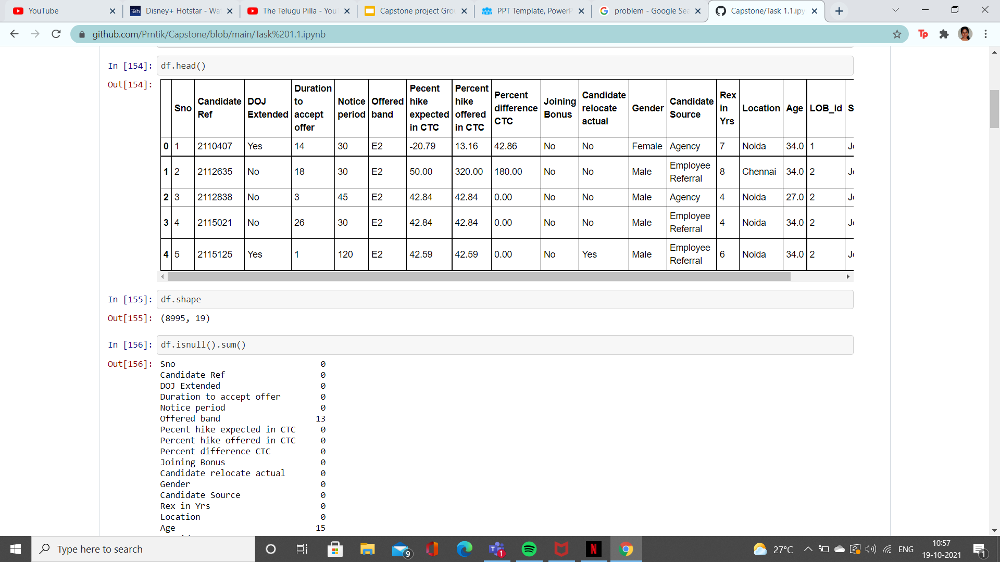 YouTube
Disney+ Hotstar - Wa
The Telugu Pilla - You
Capstone project Gro
PPT Template, PowerP
problem - Google Sea
Capstone/Task 1.1.ipy
github.com/Prntik/Capstone/blob/main/Task%201.1.ipynb
In [154]: df.head()
Out[154]:
Sno Candidate Ref DOJ Extended Duration to accept offer Notice period Offered band Pecent hike expected in CTC Percent hike offered in CTC Percent difference CTC Joining Bonus Candidate relocate actual Gender Candidate Source Rex in Yrs Location Age LOB_id S
0 1 2110407 Yes 14 30 E2 -20.79 13.16 42.86 No No Female Agency 7 Noida 34.0 1 J
1 2 2112635 No 18 30 E2 50.00 320.00 180.00 No No Male Employee Referral 8 Chennai 34.0 2 J
2 3 2112838 No 3 45 E2 42.84 42.84 0.00 No No Male Agency 4 Noida 27.0 2 J
3 4 2115021 No 26 30 E2 42.84 42.84 0.00 No No Male Employee Referral 4 Noida 34.0 2 J
4 5 2115125 Yes 1 120 E2 42.59 42.59 0.00 No Yes Male Employee Referral 6 Noida 34.0 2 J
In [155]: df.shape
Out[155]: (8995, 19)
In [156]: df.isnull().sum()
Out[156]: Sno 0
Candidate Ref 0
DOJ Extended 0
Duration to accept offer 0
Notice period 0
Offered band 13
Pecent hike expected in CTC 0
Percent hike offered in CTC 0
Percent difference CTC 0
Joining Bonus 0
Candidate relocate actual 0
Gender 0
Candidate Source 0
Rex in Yrs 0
Location 0
Age 15
Type here to search
9
1
27°C
ENG
10:57
19-10-2021
1